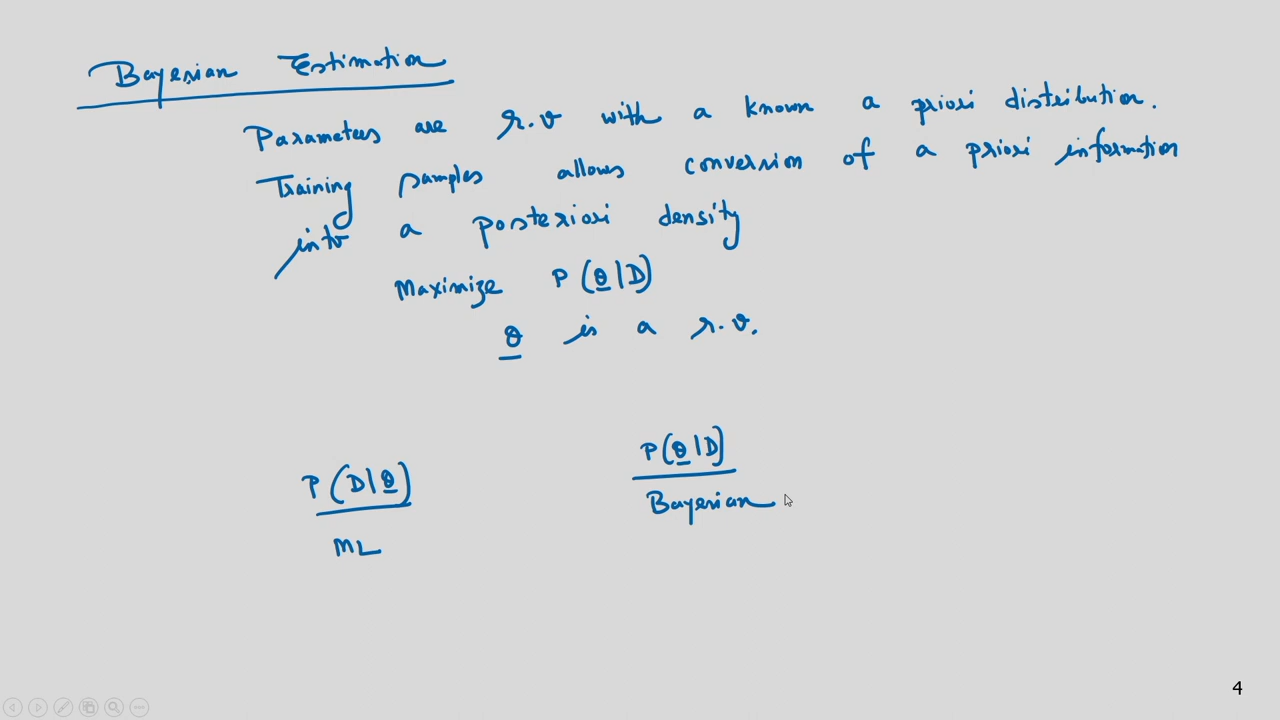 Bayesian Estimation
Parameters are r.v with a known a priori distribution.
Training samples allows conversion of a priori information
into a posteriori density
Maximize P(θ|D)
θ is a r.v.
P(D|θ)
ML
P(θ|D)
Bayesian
4